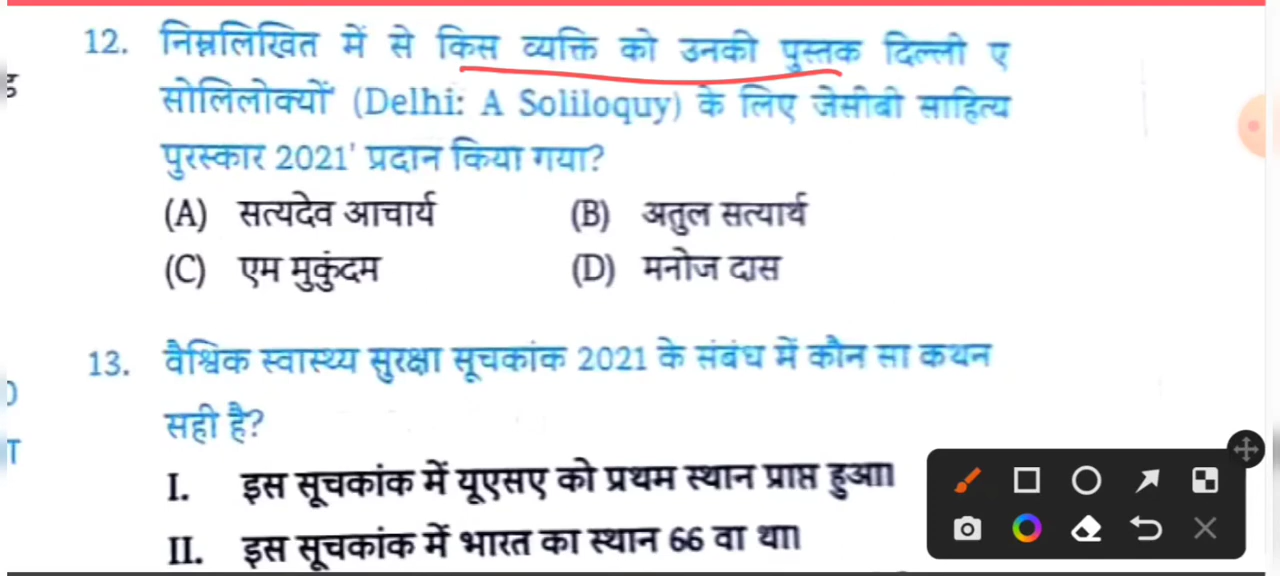 12. निम्नलिखित में से किस व्यक्ति को उनकी पुस्तक दिल्ली ए
सोलिलोक्यों' (Delhi: A Soliloquy) के लिए जेसीबी साहित्य
पुरस्कार 2021' प्रदान किया गया?
(A) सत्यदेव आचार्य (B) अतुल सत्यार्थ
(C) एम मुकुंदम (D) मनोज दास
13. वैश्विक स्वास्थ्य सुरक्षा सूचकांक 2021 के संबंध में कौन सा कथन
सही है?
I. इस सूचकांक में यूएसए को प्रथम स्थान प्राप्त हुआ।
II. इस सूचकांक में भारत का स्थान 66 वा था।